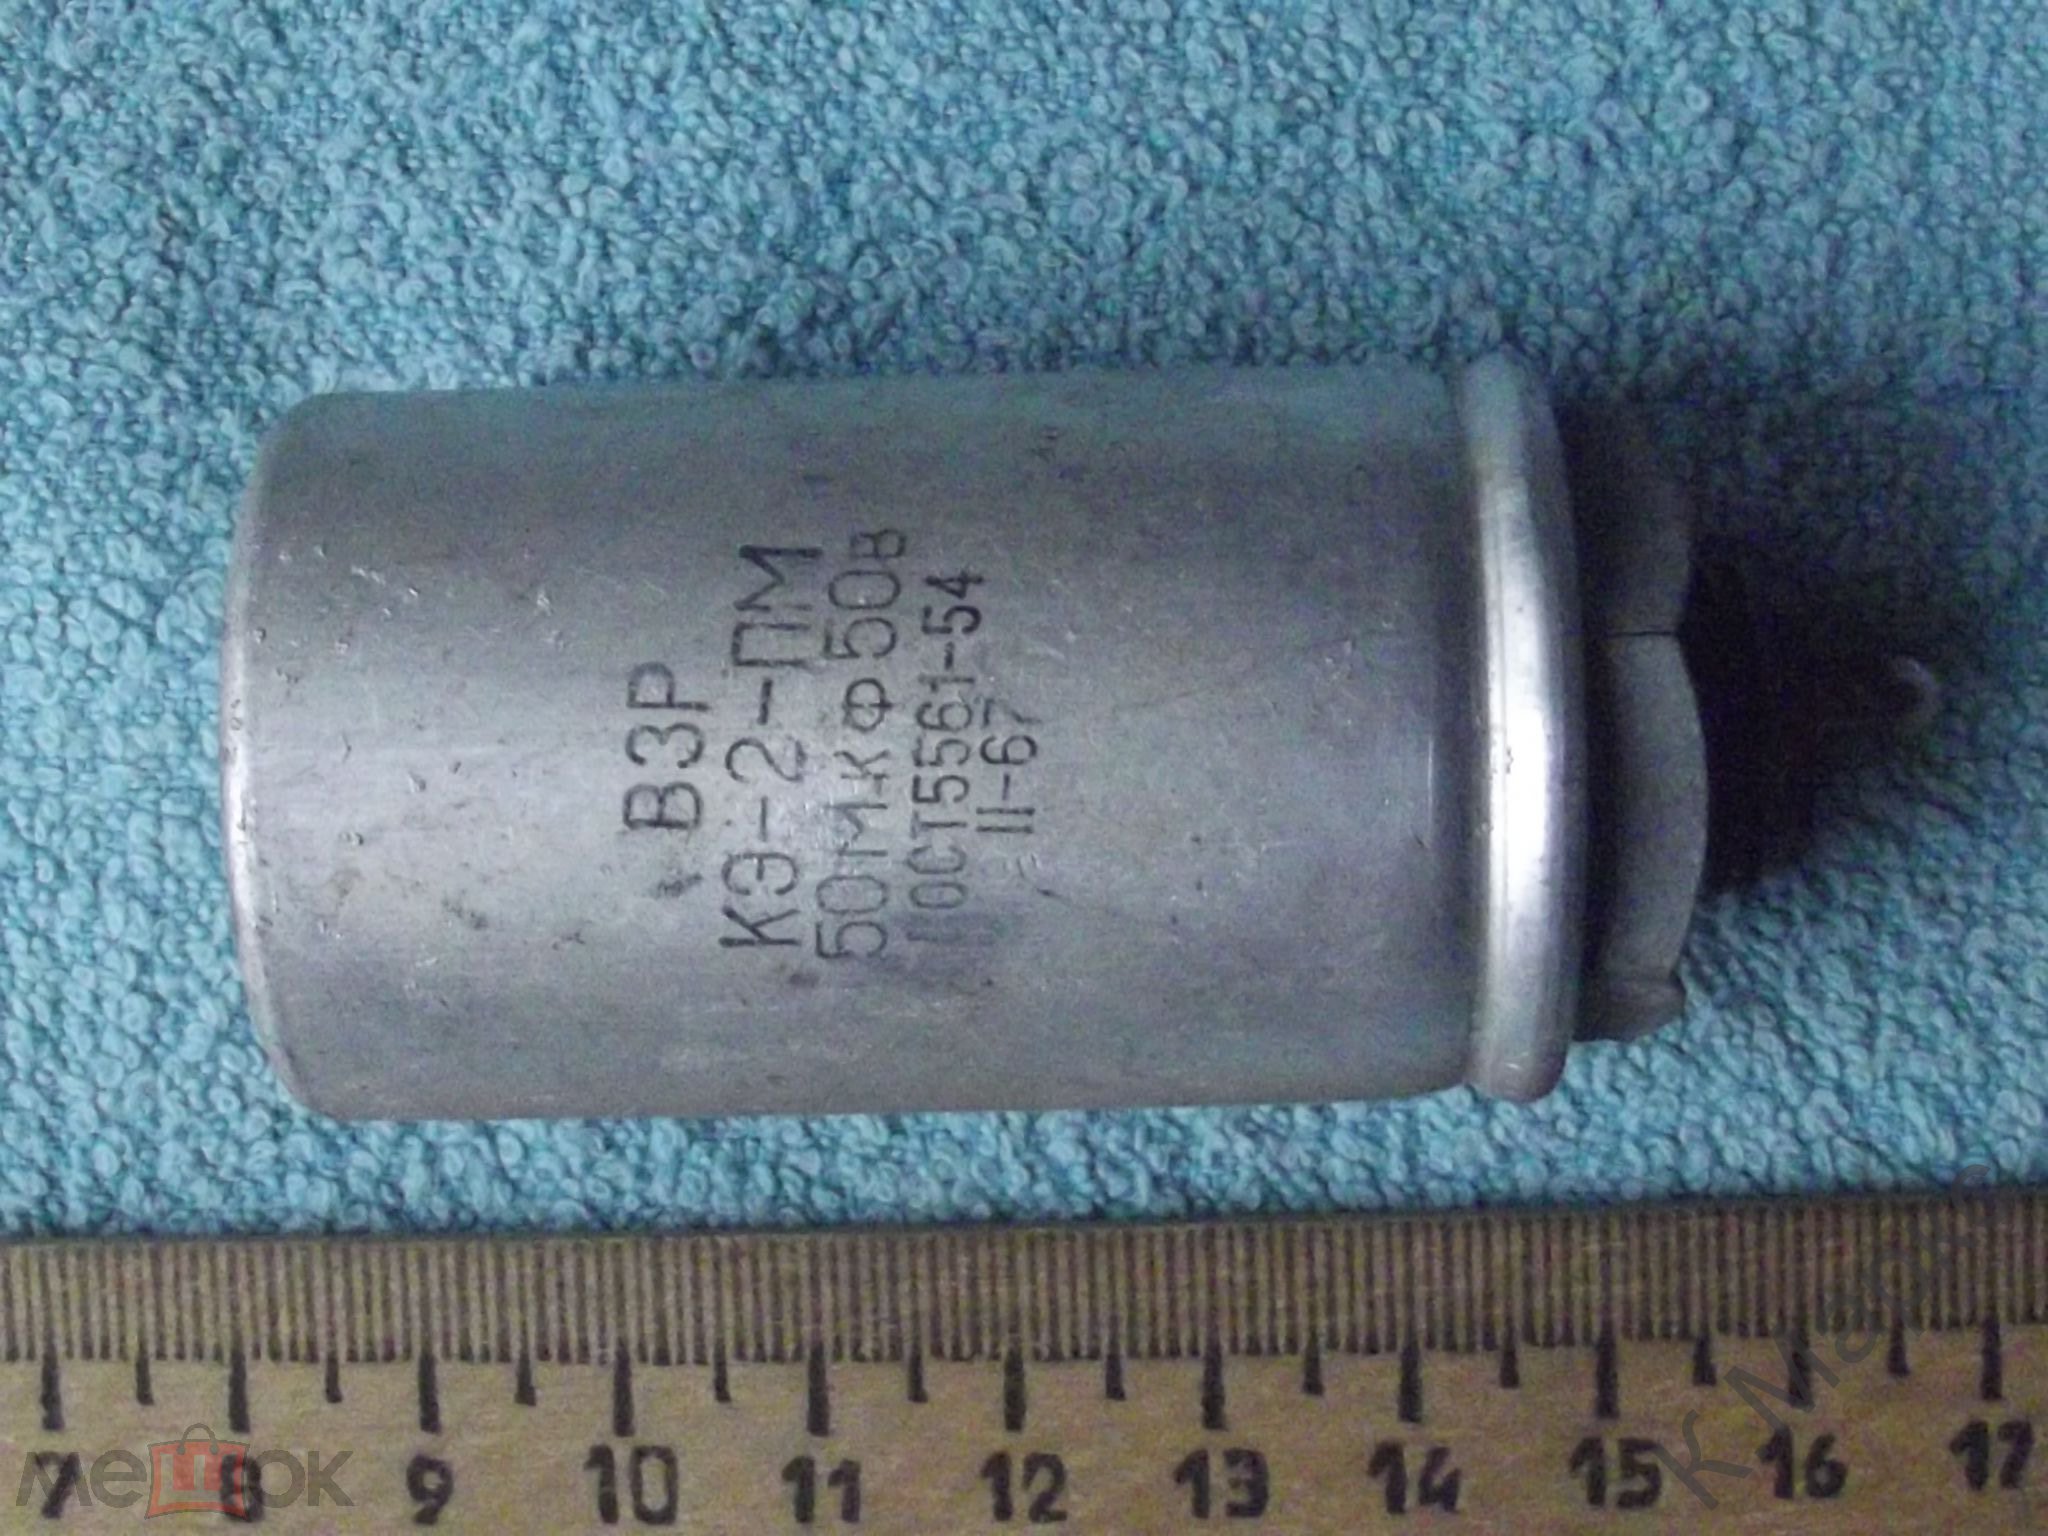 ВЗР
КЭ-2-ПМ
50мкф 50в
ГОСТ5561-54
II-67
7 8 9 10 11 12 13 14 15 16 17
мешок
К Маркс